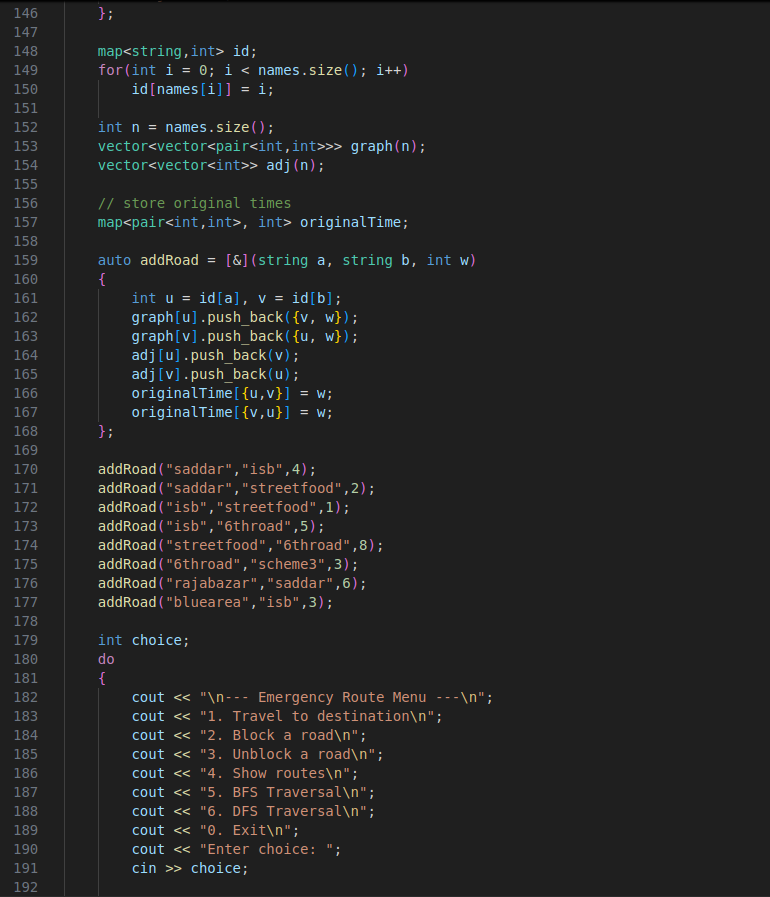 146 };
147
148 map<string,int> id;
149 for(int i = 0; i < names.size(); i++)
150 id[names[i]] = i;
151
152 int n = names.size();
153 vector<vector<pair<int,int>>> graph(n);
154 vector<vector<int>> adj(n);
155
156 // store original times
157 map<pair<int,int>, int> originalTime;
158
159 auto addRoad = [&](string a, string b, int w)
160 {
161 int u = id[a], v = id[b];
162 graph[u].push_back({v, w});
163 graph[v].push_back({u, w});
164 adj[u].push_back(v);
165 adj[v].push_back(u);
166 originalTime[{u,v}] = w;
167 originalTime[{v,u}] = w;
168 };
169
170 addRoad("saddar","isb",4);
171 addRoad("saddar","streetfood",2);
172 addRoad("isb","streetfood",1);
173 addRoad("isb","6throad",5);
174 addRoad("streetfood","6throad",8);
175 addRoad("6throad","scheme3",3);
176 addRoad("rajabazar","saddar",6);
177 addRoad("bluearea","isb",3);
178
179 int choice;
180 do
181 {
182 cout << "\n--- Emergency Route Menu ---\n";
183 cout << "1. Travel to destination\n";
184 cout << "2. Block a road\n";
185 cout << "3. Unblock a road\n";
186 cout << "4. Show routes\n";
187 cout << "5. BFS Traversal\n";
188 cout << "6. DFS Traversal\n";
189 cout << "0. Exit\n";
190 cout << "Enter choice: ";
191 cin >> choice;
192